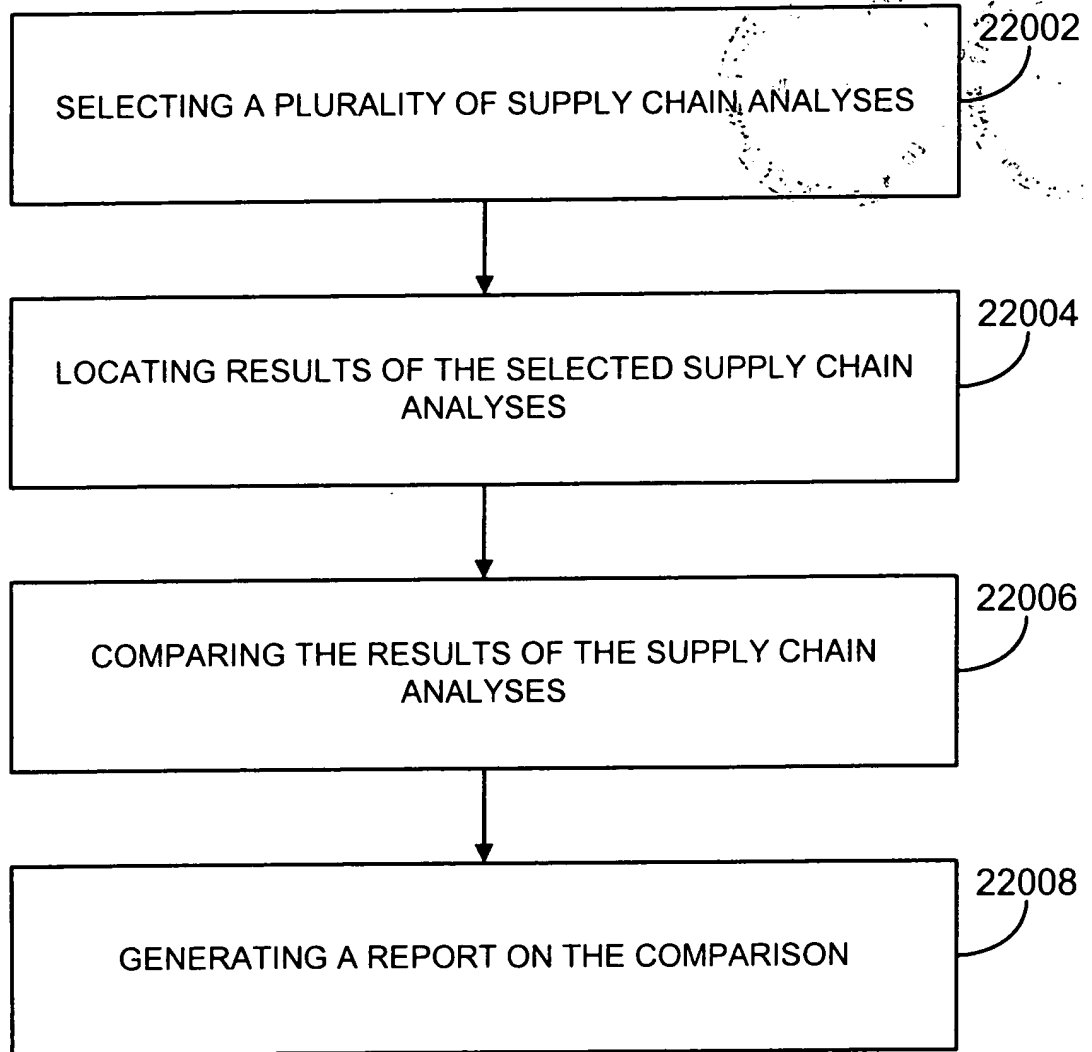 22002
SELECTING A PLURALITY OF SUPPLY CHAIN ANALYSES
22004
LOCATING RESULTS OF THE SELECTED SUPPLY CHAIN
ANALYSES
22006
COMPARING THE RESULTS OF THE SUPPLY CHAIN
ANALYSES
22008
GENERATING A REPORT ON THE COMPARISON